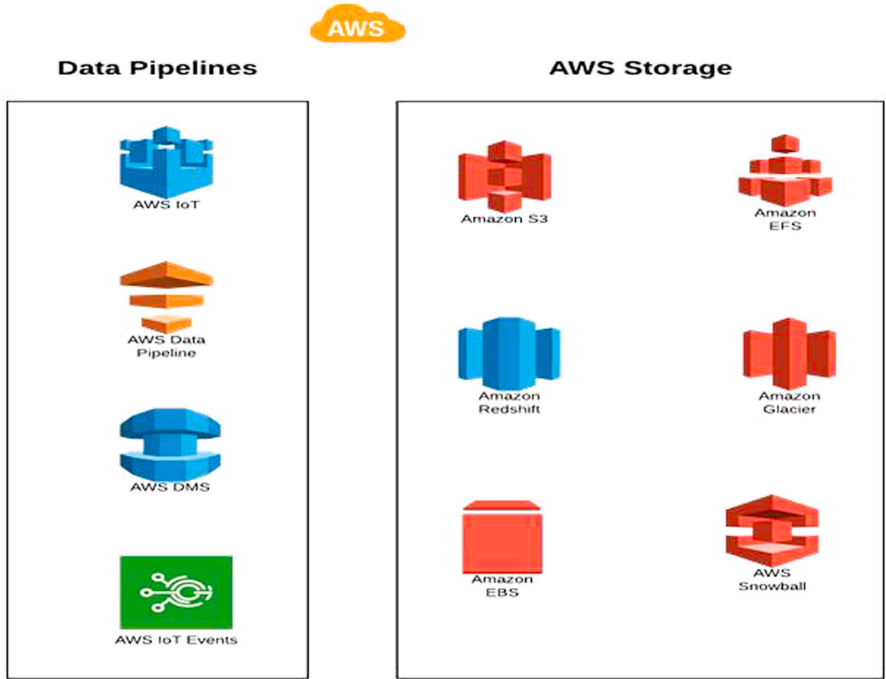 AWS
Data Pipelines
AWS Storage
AWS IoT
AWS Data
Pipeline
AWS DMS
AWS IoT Events
Amazon S3
Amazon
EFS
Amazon
Redshift
Amazon
Glacier
Amazon
EBS
AWS
Snowball